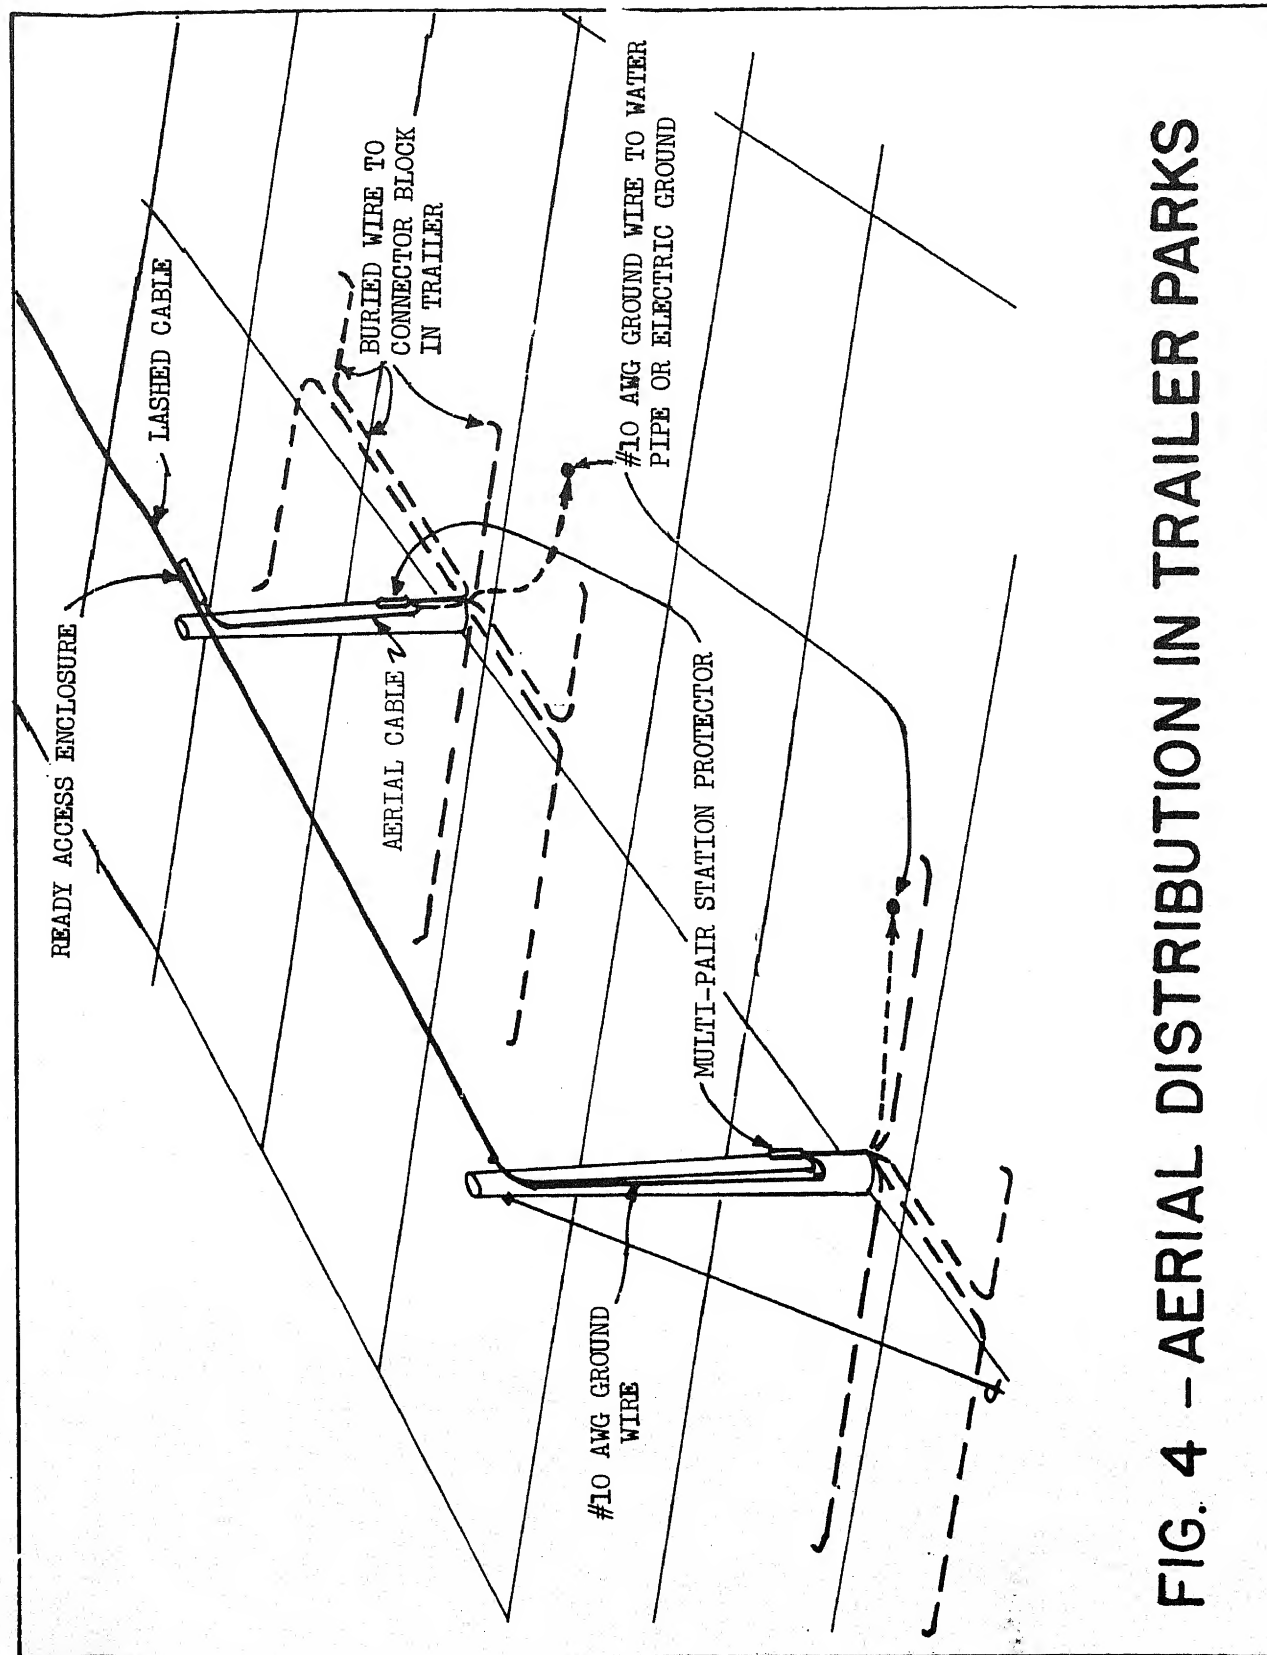 READY ACCESS ENCLOSURE
LASHED CABLE
BURIED WIRE TO
CONNECTOR BLOCK
IN TRAILER
AERIAL CABLE
#10 AWG GROUND WIRE TO WATER
PIPE OR ELECTRIC GROUND
MULTI-PAIR STATION PROTECTOR
#10 AWG GROUND
WIRE
FIG. 4 - AERIAL DISTRIBUTION IN TRAILER PARKS